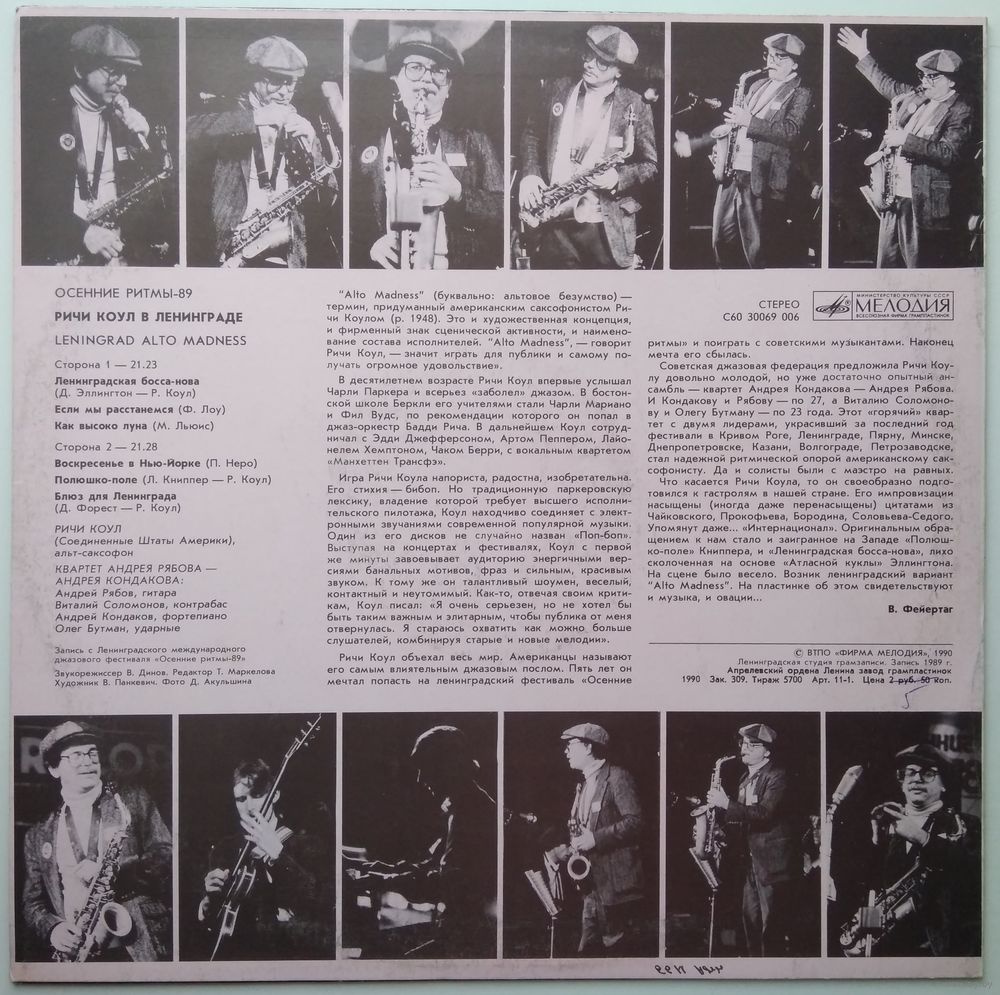 ОСЕННИЕ РИТМЫ-89
РИЧИ КОУЛ В ЛЕНИНГРАДЕ
LENINGRAD ALTO MADNESS
Сторона 1 — 21.23
Ленинградская босса-нова
(Д. Эллингтон — Р. Коул)
Если мы расстанемся (Ф. Лоу)
Как высоко луна (М. Льюис)
Сторона 2 — 21.28
Воскресенье в Нью-Йорке (П. Неро)
Полюшко-поле (Л. Книппер — Р. Коул)
Блюз для Ленинграда
(Д. Форест — Р. Коул)
РИЧИ КОУЛ
(Соединенные Штаты Америки),
альт-саксофон
КВАРТЕТ АНДРЕЯ РЯБОВА —
АНДРЕЯ КОНДАКОВА:
Андрей Рябов, гитара
Виталий Соломонов, контрабас
Андрей Кондаков, фортепиано
Олег Бутман, ударные
Запись с Ленинградского международного
джазового фестиваля «Осенние ритмы-89»
Звукорежиссер В. Динов. Редактор Т. Маркелова
Художник В. Панкевич. Фото Д. Акульшина
"Alto Madness" (буквально: альтовое безумство) —
термин, придуманный американским саксофонистом Ри-
чи Коулом (р. 1948). Это и художественная концепция,
и фирменный знак сценической активности, и наимено-
вание состава исполнителей. "Alto Madness", — говорит
Ричи Коул, — значит играть для публики и самому по-
лучать огромное удовольствие».
В десятилетнем возрасте Ричи Коул впервые услышал
Чарли Паркера и всерьез «заболел» джазом. В бостон-
ской школе Беркли его учителями стали Чарли Мариано
и Фил Вудс, по рекомендации которого он попал в
джаз-оркестр Бадди Рича. В дальнейшем Коул сотруд-
ничал с Эдди Джефферсоном, Артом Пеппером, Лайо-
нелем Хемптоном, Чаком Берри, с вокальным квартетом
«Манхеттен Трансфэ».
Игра Ричи Коула напориста, радостна, изобретательна.
Его стихия — бибоп. Но традиционную паркеровскую
лексику, владение которой требует высшего исполни-
тельского пилотажа, Коул находчиво соединяет с элект-
ронными звучаниями современной популярной музыки.
Один из его дисков не случайно назван «Поп-боп».
Выступая на концертах и фестивалях, Коул с первой
же минуты завоевывает аудиторию энергичными вер-
сиями банальных мотивов, фраз и сильным, красивым
звуком. К тому же он талантливый шоумен, веселый,
контактный и неутомимый. Как-то, отвечая своим крити-
кам, Коул писал: «Я очень серьезен, но не хотел бы
быть таким важным и элитарным, чтобы публика от меня
отвернулась. Я стараюсь охватить как можно больше
слушателей, комбинируя старые и новые мелодии».
Ричи Коул объехал весь мир. Американцы называют
его самым влиятельным джазовым послом. Пять лет он
мечтал попасть на ленинградский фестиваль «Осенние
СТЕРЕО
С60 30069 006
МИНИСТЕРСТВО КУЛЬТУРЫ СССР
МЕЛОДИЯ
ВСЕСОЮЗНАЯ ФИРМА ГРАМПЛАСТИНОК
ритмы» и поиграть с советскими музыкантами. Наконец
мечта его сбылась.
Советская джазовая федерация предложила Ричи Коу-
лу довольно молодой, но уже достаточно опытный ан-
самбль — квартет Андрея Кондакова — Андрея Рябова.
И Кондакову и Рябову — по 27, а Виталию Соломоно-
ву и Олегу Бутману — по 23 года. Этот «горячий» квар-
тет с двумя лидерами, украсивший за последний год
фестивали в Кривом Роге, Ленинграде, Пярну, Минске,
Днепропетровске, Казани, Волгограде, Петрозаводске,
стал надежной ритмической опорой американскому сак-
софонисту. Да и солисты были с маэстро на равных.
Что касается Ричи Коула, то он своеобразно подго-
товился к гастролям в нашей стране. Его импровизации
насыщены (иногда даже перенасыщены) цитатами из
Чайковского, Прокофьева, Бородина, Соловьева-Седого.
Упомянут даже... «Интернационал». Оригинальным обра-
щением к нам стало и заигранное на Западе «Полюш-
ко-поле» Книппера, и «Ленинградская босса-нова», лихо
сколоченная на основе «Атласной куклы» Эллингтона.
На сцене было весело. Возник ленинградский вариант
"Alto Madness". На пластинке об этом свидетельствуют
и музыка, и овации...
В. Фейертаг
© ВТПО «ФИРМА МЕЛОДИЯ», 1990
Ленинградская студия грамзаписи. Запись 1989 г.
Апрелевский ордена Ленина завод грампластинок
1990 Зак. 309. Тираж 5700 Арт. 11-1. Цена 2 руб. 50 коп.
5